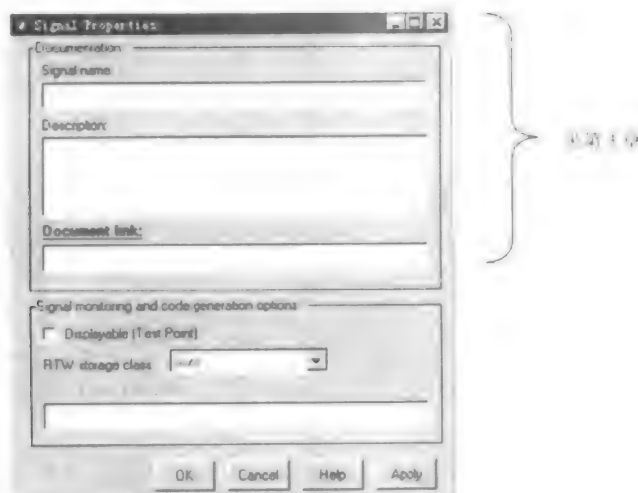 Signal Properties
Documentation
Signal name:
Description:
Document link:
Signal monitoring and code generation options
Displayable (Test Point)
RTW storage class:
OK
Cancel
Help
Apply